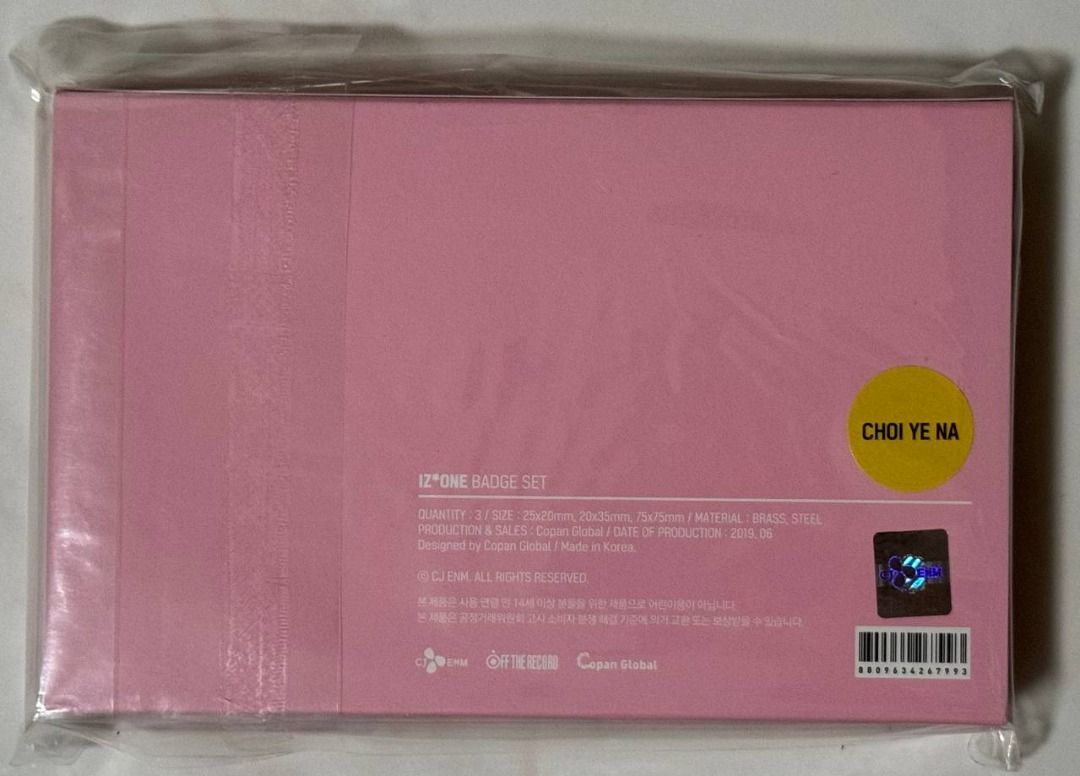 CHOI YE NA
IZ*ONE BADGE SET
QUANTITY : 3 / SIZE : 25x20mm, 20x35mm, 75x75mm / MATERIAL : BRASS, STEEL
PRODUCTION & SALES : Copan Global / DATE OF PRODUCTION : 2019. 06
Designed by Copan Global / Made in Korea.
ⓒ CJ ENM. ALL RIGHTS RESERVED.
본 제품은 사용 연령 만 14세 이상 분들을 위한 제품으로 어린이용이 아닙니다.
본 제품은 공정거래위원회 고시 소비자 분쟁 해결 기준에 의거 교환 또는 보상받을 수 있습니다.
CJ ENM OFF THE RECORD Copan Global
ENM
8809634267993